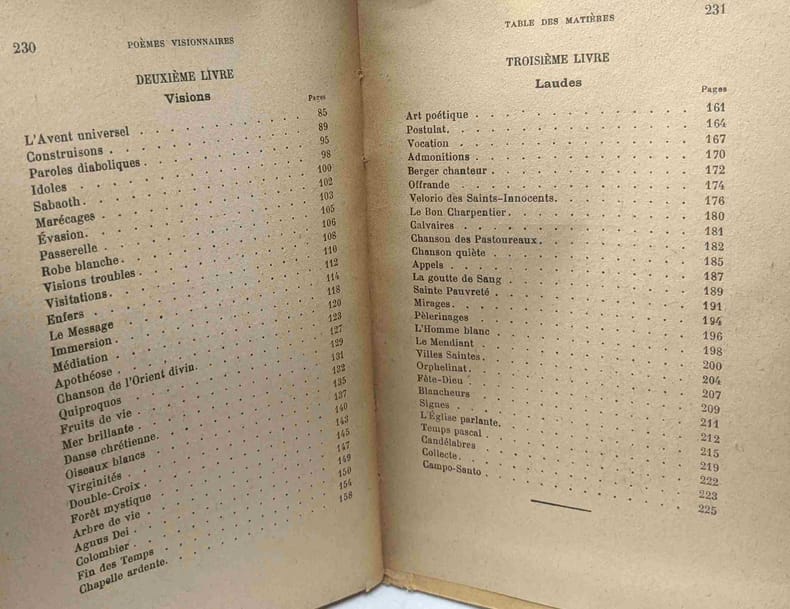 230
POÈMES VISIONNAIRES
DEUXIÈME LIVRE
Visions
Pages
L'Avent universel . . . 85
Construisons . . . 89
Paroles diaboliques . . . 95
Idoles . . . 98
Sabaoth . . . 100
Marécages . . . 102
Évasion . . . 103
Passerelle . . . 105
Robe blanche . . . 106
Visions troubles . . . 108
Visitations . . . 110
Enfers . . . 112
Le Message . . . 114
Immersion . . . 118
Médiation . . . 120
Apothéose . . . 123
Chanson de l'Orient divin . . . 127
Quiproquos . . . 129
Fruits de vie . . . 131
Mer brillante . . . 132
Danse chrétienne . . . 135
Oiseaux blancs . . . 137
Virginités . . . 140
Double-Croix . . . 143
Forêt mystique . . . 145
Arbre de vie . . . 147
Agnus Dei . . . 149
Colombier . . . 150
Fin des Temps . . . 154
Chapelle ardente . . . 158
TABLE DES MATIÈRES
231
TROISIÈME LIVRE
Laudes
Pages
Art poétique . . . 161
Postulat . . . 164
Vocation . . . 167
Admonitions . . . 170
Berger chanteur . . . 172
Offrande . . . 174
Velorio des Saints-Innocents . . . 176
Le Bon Charpentier . . . 180
Calvaires . . . 181
Chanson des Pastoureaux . . . 182
Chanson quiète . . . 185
Appels . . . 187
La goutte de Sang . . . 189
Sainte Pauvreté . . . 191
Mirages . . . 194
Pèlerinages . . . 196
L'Homme blanc . . . 198
Le Mendiant . . . 200
Villes Saintes . . . 204
Orphelinat . . . 207
Fête-Dieu . . . 209
Blancheurs . . . 211
Signes . . . 212
L'Église parlante . . . 215
Temps pascal . . . 219
Candélabres . . . 222
Collecte . . . 223
Campo-Santo . . . 225